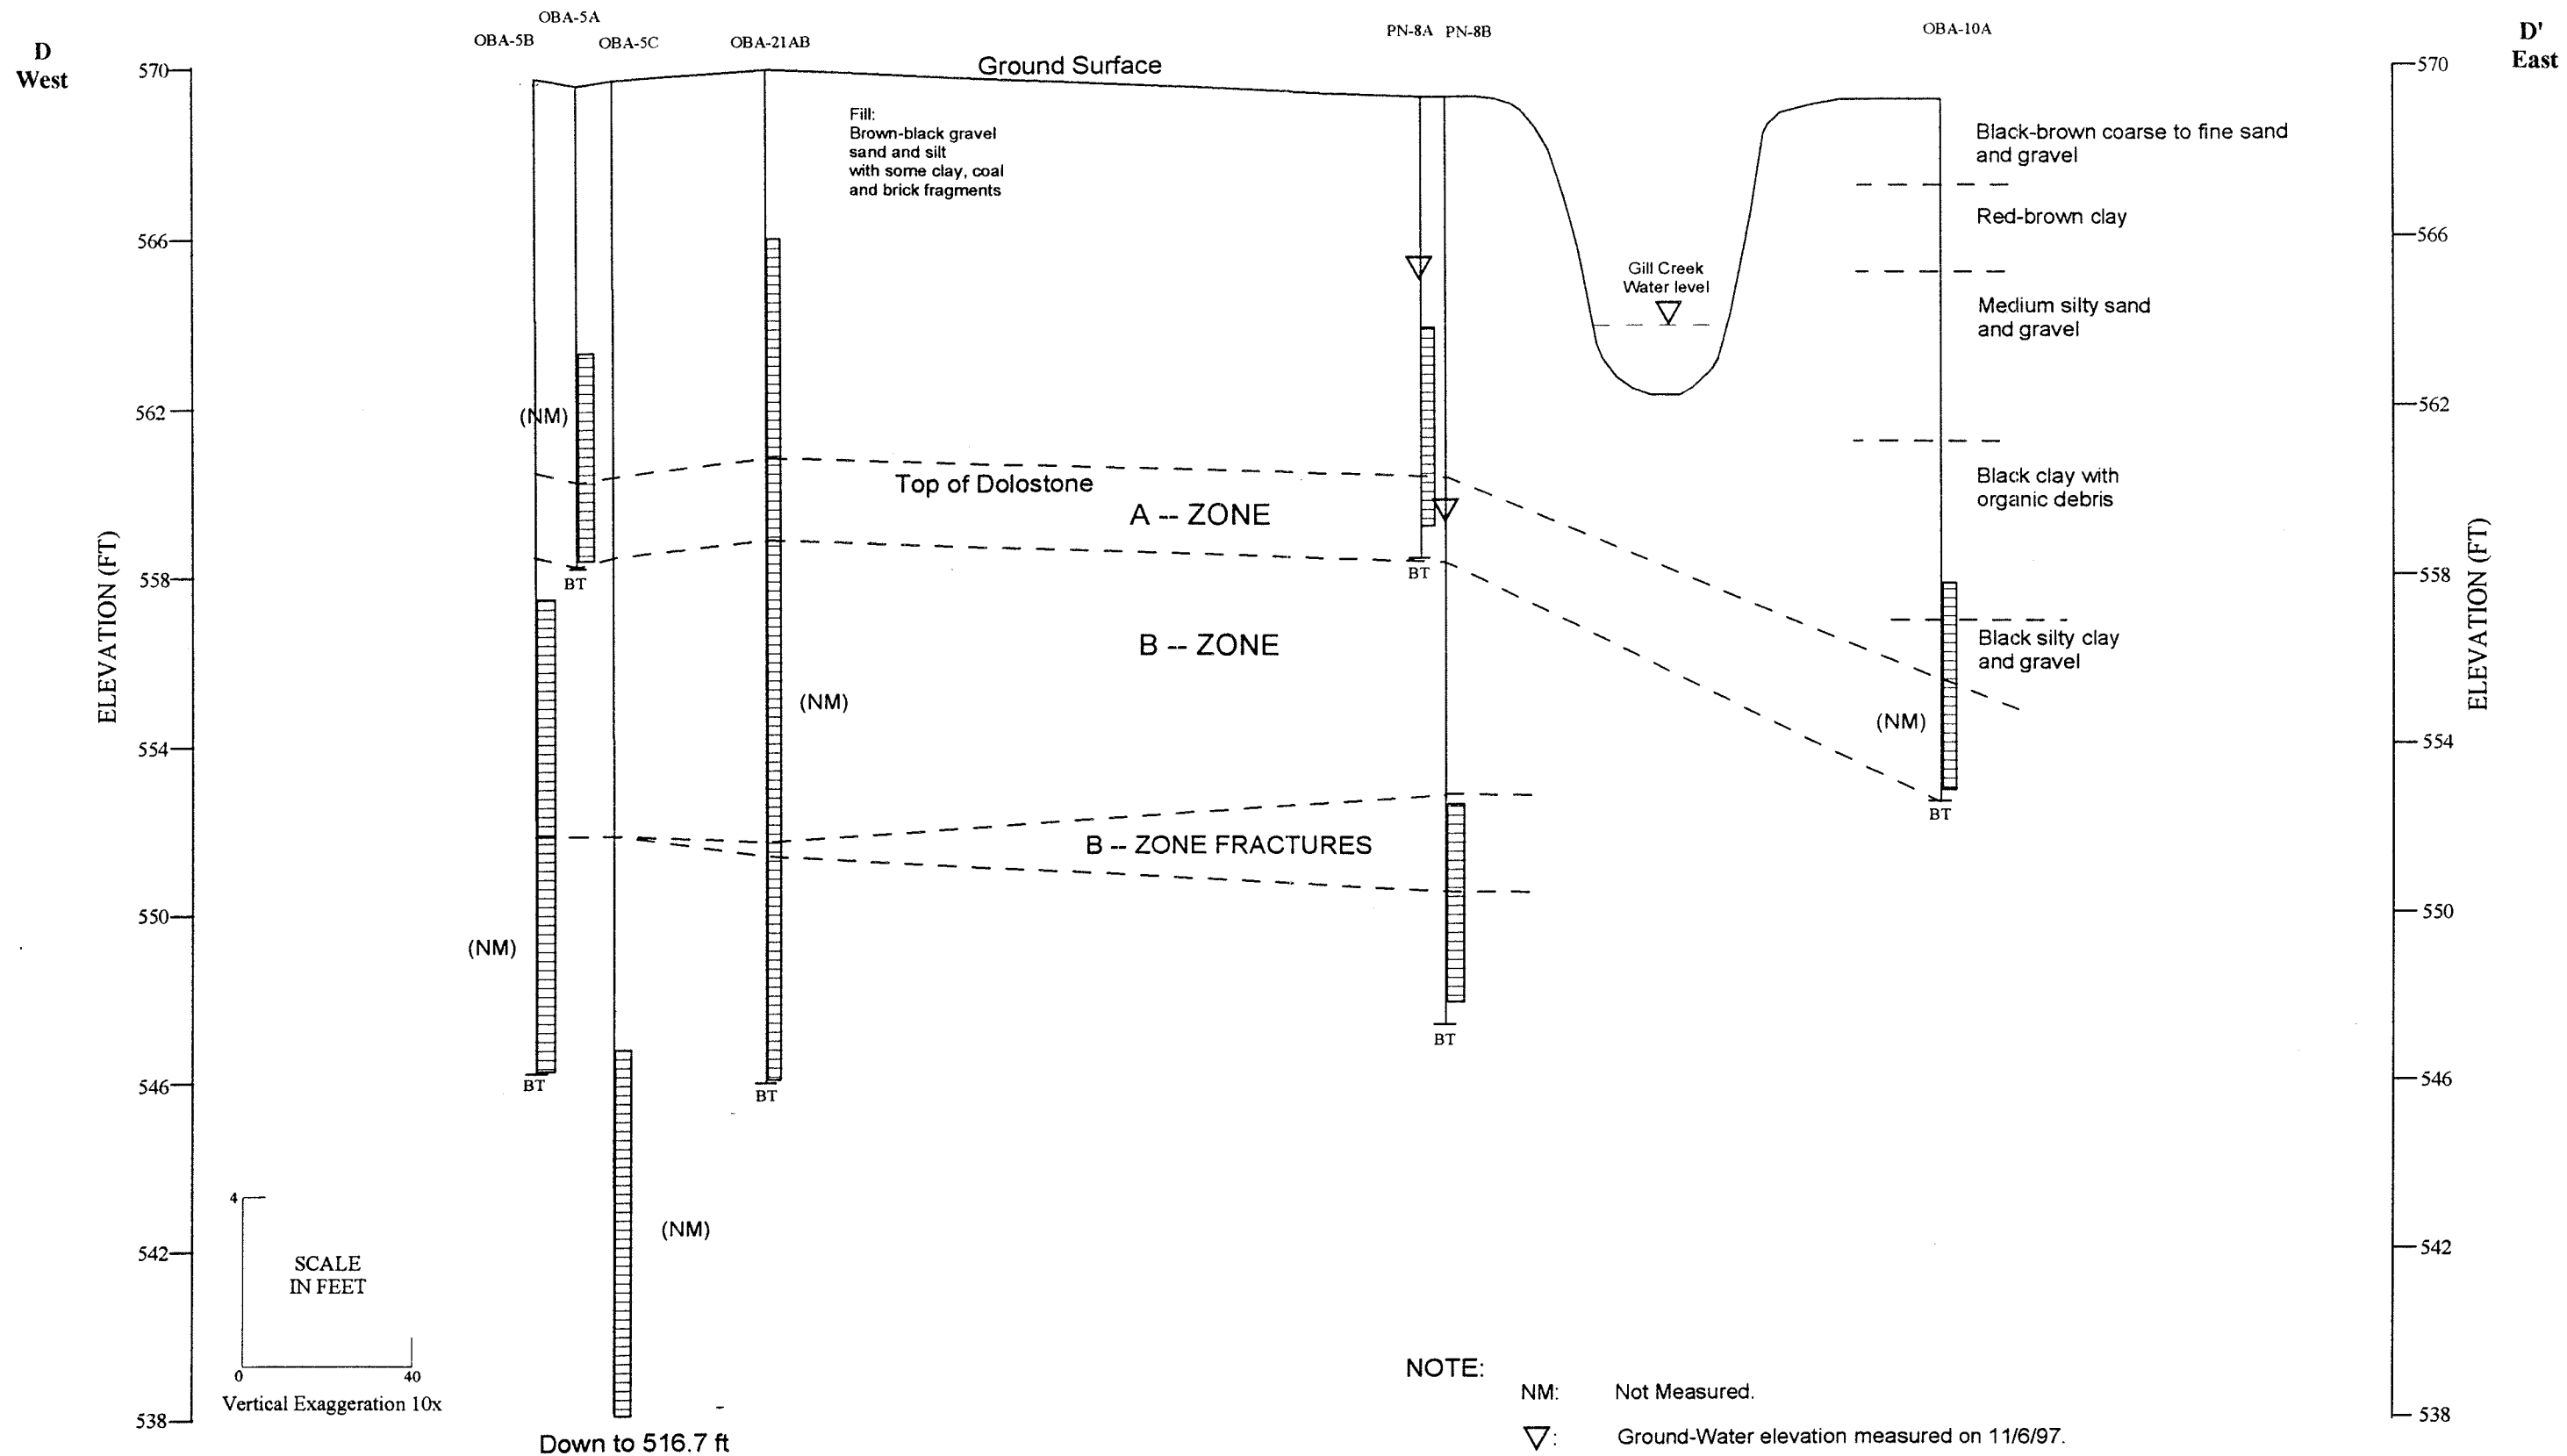 OBA-5A
OBA-5B
OBA-5C
OBA-21AB
PN-8A PN-8B
OBA-10A
D
West
D'
East
570
Ground Surface
570
Fill:
Brown-black gravel
sand and silt
with some clay, coal
and brick fragments
Black-brown coarse to fine sand
and gravel
Red-brown clay
566
566
Gill Creek
Water level
Medium silty sand
and gravel
562
(NM)
562
Top of Dolostone
Black clay with
organic debris
A -- ZONE
ELEVATION (FT)
ELEVATION (FT)
558
BT
BT
558
B -- ZONE
Black silty clay
and gravel
(NM)
(NM)
554
554
BT
B -- ZONE FRACTURES
550
550
(NM)
BT
546
BT
BT
546
4
(NM)
542
542
SCALE
IN FEET
0
40
Vertical Exaggeration 10x
538
538
Down to 516.7 ft
NOTE:
NM: Not Measured.
: Ground-Water elevation measured on 11/6/97.